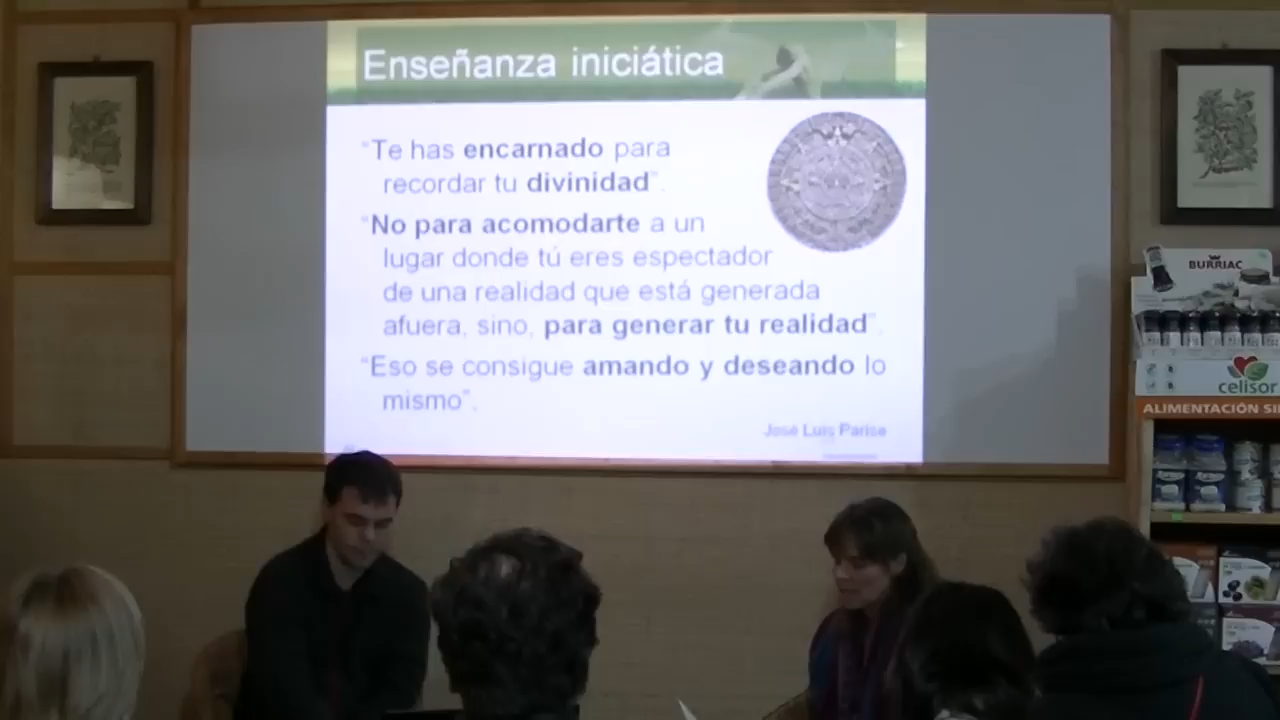 Enseñanza iniciática
“Te has encarnado para
recordar tu divinidad”.
“No para acomodarte a un
lugar donde tú eres espectador
de una realidad que está generada
afuera, sino, para generar tu realidad”.
“Eso se consigue amando y deseando lo
mismo”.
José Luis Parise
BURRIAC
celisor
ALIMENTACIÓN SI